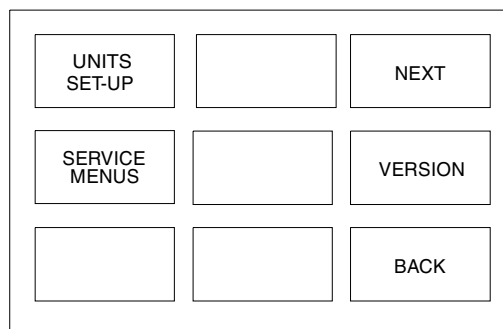 UNITS
SET-UP
NEXT
SERVICE
MENUS
VERSION
BACK